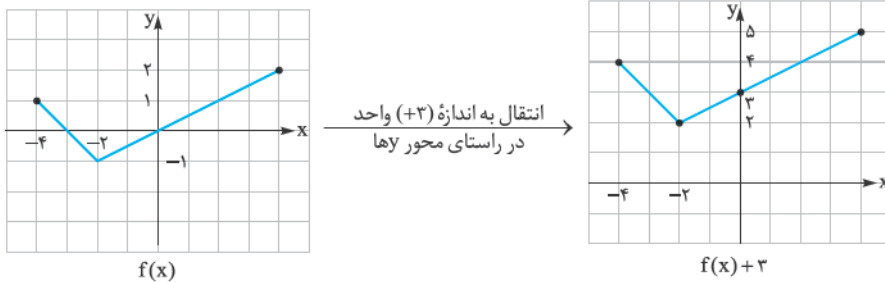 y
۲
۱
−۴
−۲
x
−۱
f(x)
انتقال به اندازهٔ (۳+) واحد
در راستای محور yها
y
۵
۴
۳
۲
−۴
−۲
x
f(x)+۳